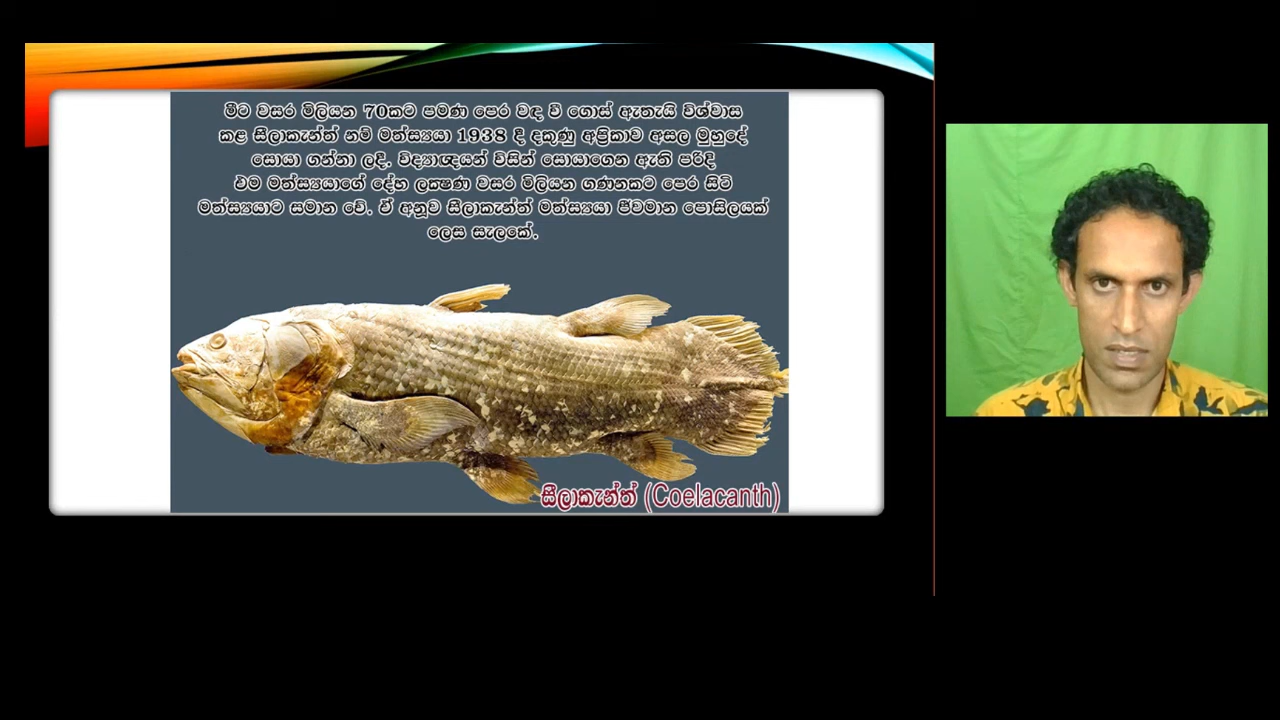 මීට වසර මිලියන 70කට පමණ පෙර වඳ වී ගොස් ඇතැයි විශ්වාස
කළ සීලාකැන්ත් නම් මත්ස්‍යයා 1938 දී දකුණු අප්‍රිකාව අසල මුහුදේ
සොයා ගන්නා ලදි. විද්‍යාඥයන් විසින් සොයාගෙන ඇති පරිදි
එම මත්ස්‍යයාගේ දේහ ලක්‍ෂණ වසර මිලියන ගණනකට පෙර සිටි
මත්ස්‍යයාට සමාන වේ. ඒ අනූව සීලාකැන්ත් මත්ස්‍යයා ජීවමාන පොසිලයක්
ලෙස සැලකේ.
සීලාකැන්ත් (Coelacanth)